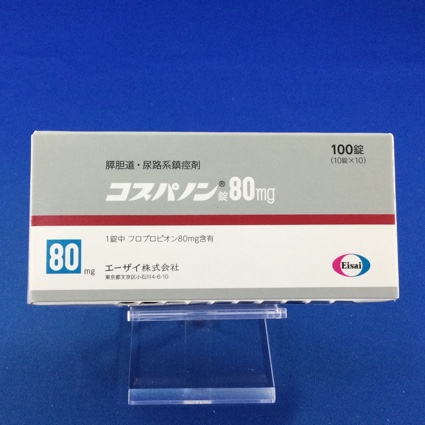 100錠
(10錠×10)
膵胆道・尿路系鎮痙剤
コスパノン®錠80mg
1錠中 フロプロピオン80mg含有
80mg
エーザイ株式会社
東京都文京区小石川4-6-10
Eisai